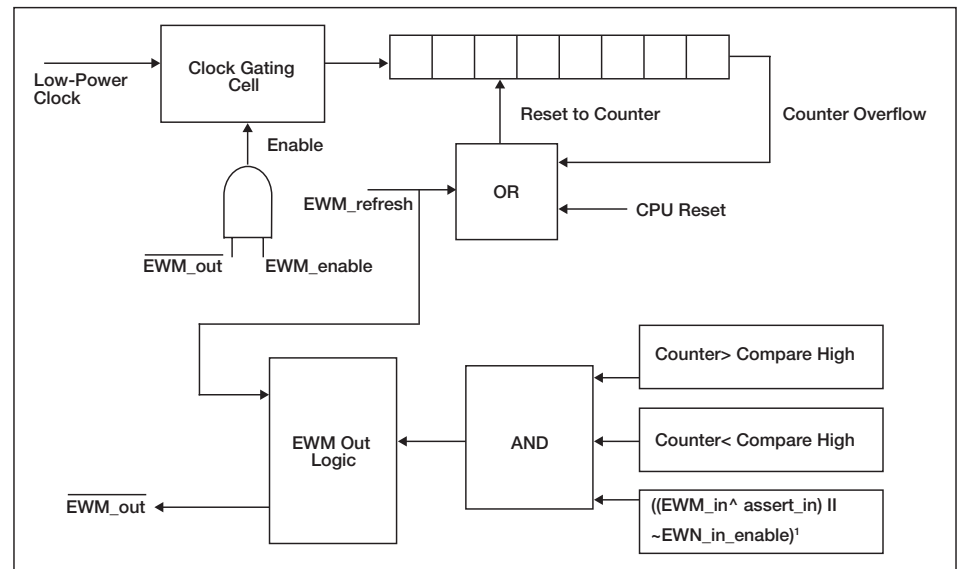 Low-Power
Clock
Clock Gating
Cell
Enable
Reset to Counter
Counter Overflow
OR
EWM_refresh
CPU Reset
EWM_out
EWM_enable
Counter> Compare High
EWM Out
Logic
AND
Counter< Compare High
EWM_out
((EWM_in^ assert_in) II
~EWN_in_enable)¹